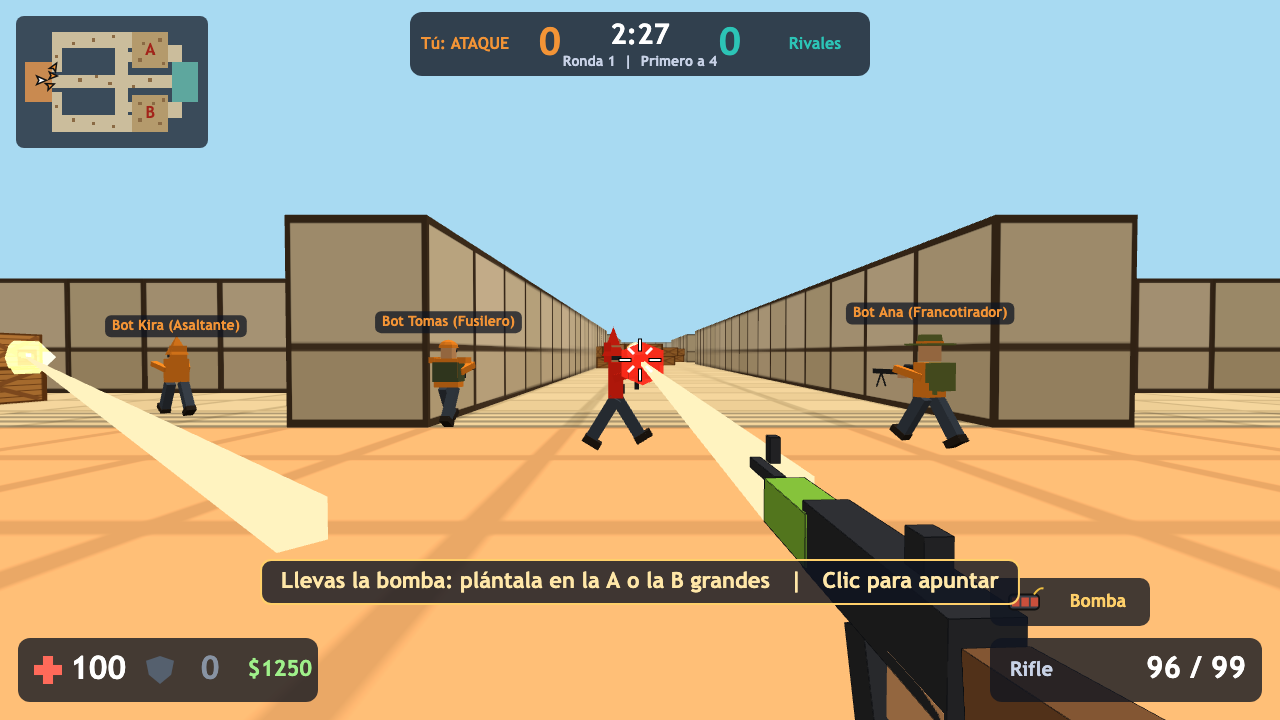 A
B
Tú: ATAQUE
0
2:27
0
Rivales
Ronda 1 | Primero a 4
Bot Kira (Asaltante)
Bot Tomas (Fusilero)
Bot Ana (Francotirador)
Llevas la bomba: plántala en la A o la B grandes | Clic para apuntar
Bomba
100
0
$1250
Rifle
96 / 99